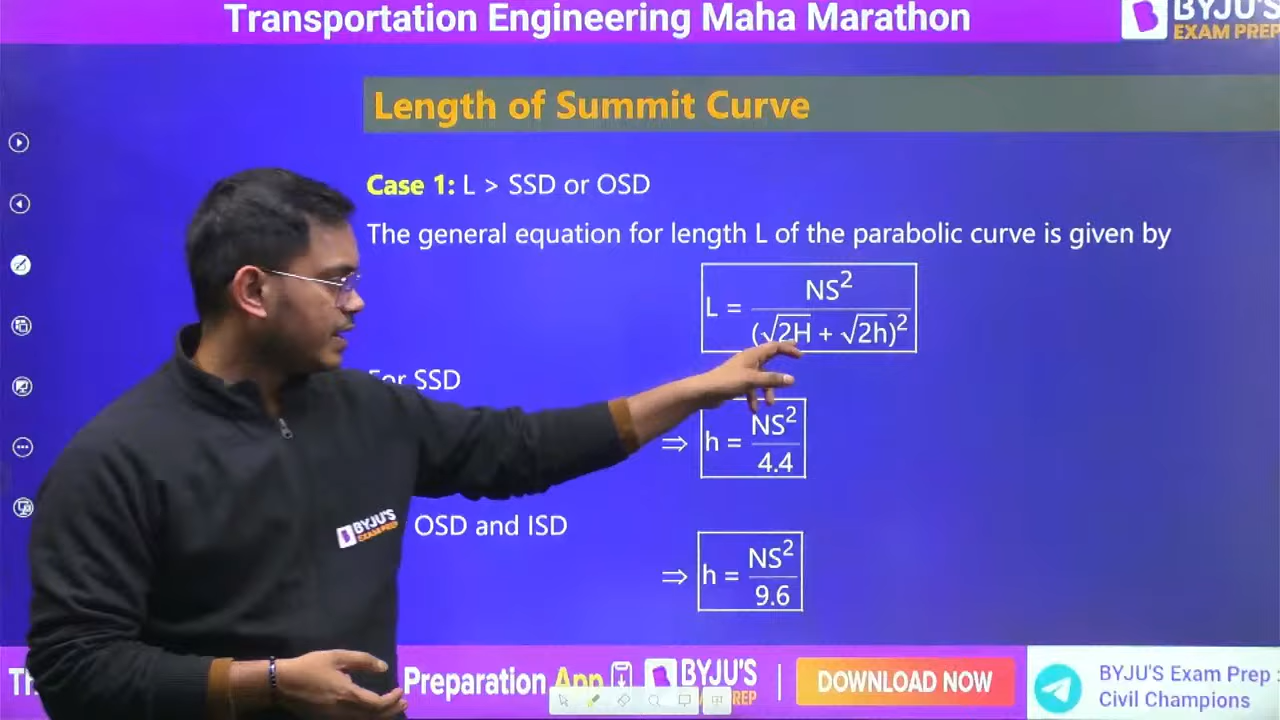 Transportation Engineering Maha Marathon
BYJU'S
EXAM PREP
Length of Summit Curve
Case 1: L > SSD or OSD
The general equation for length L of the parabolic curve is given by
L = NS² / (√2H + √2h)²
For SSD
⇒ h = NS² / 4.4
OSD and ISD
⇒ h = NS² / 9.6
BYJU'S
EXAM PREP
Preparation App
BYJU'S
DOWNLOAD NOW
BYJU'S Exam Prep :
Civil Champions